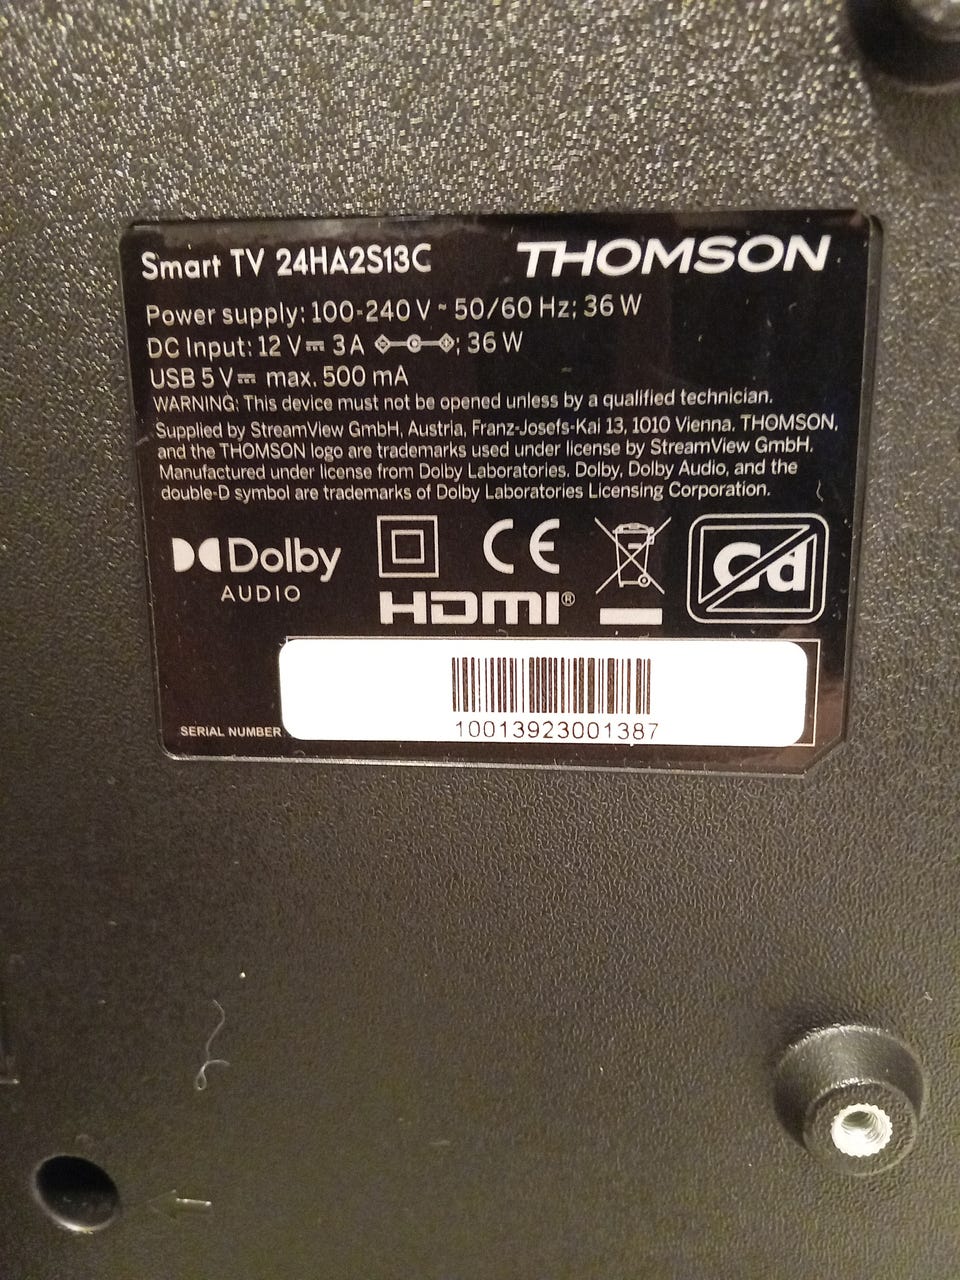 Smart TV 24HA2S13C THOMSON
Power supply: 100-240 V ~ 50/60 Hz; 36 W
DC Input: 12 V⎓ 3 A ; 36 W
USB 5 V⎓ max. 500 mA
WARNING: This device must not be opened unless by a qualified technician.
Supplied by StreamView GmbH, Austria, Franz-Josefs-Kai 13, 1010 Vienna. THOMSON,
and the THOMSON logo are trademarks used under license by StreamView GmbH.
Manufactured under license from Dolby Laboratories. Dolby, Dolby Audio, and the
double-D symbol are trademarks of Dolby Laboratories Licensing Corporation.
Dolby
AUDIO
CE
Cd
HDMI®
SERIAL NUMBER
10013923001387